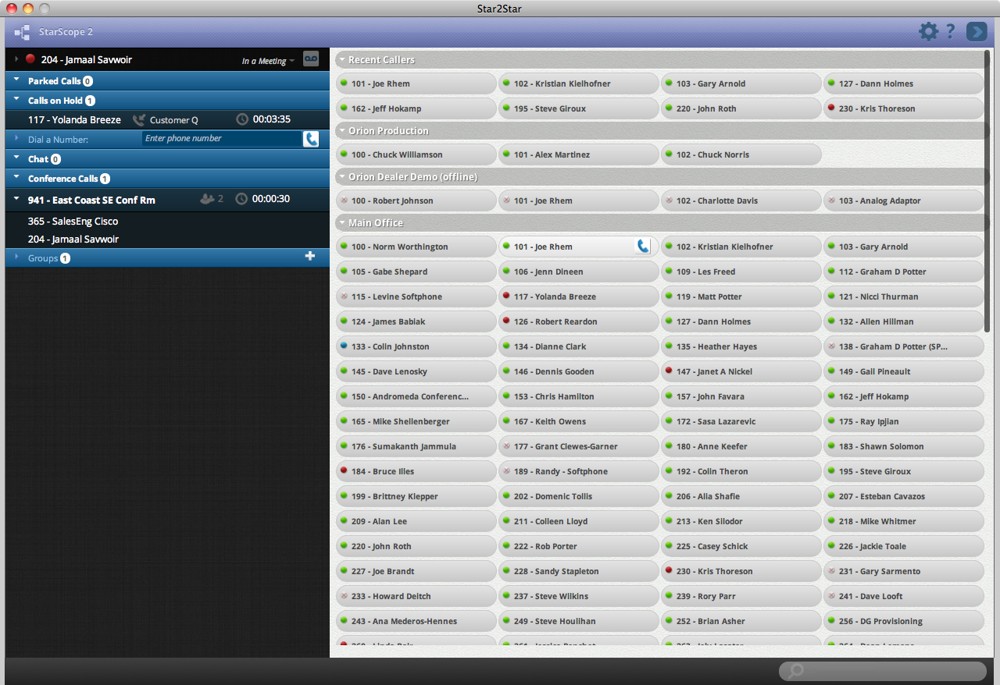 Star2Star
StarScope 2
?
204 - Jamaal Savwoir
In a Meeting
Parked Calls 0
Calls on Hold 1
117 - Yolanda Breeze Customer Q 00:03:35
Dial a Number: Enter phone number
Chat 0
Conference Calls 1
941 - East Coast SE Conf Rm 2 00:00:30
365 - SalesEng Cisco
204 - Jamaal Savwoir
Groups 1
Recent Callers
101 - Joe Rhem 102 - Kristian Kielhofner 103 - Gary Arnold 127 - Dann Holmes
162 - Jeff Hokamp 195 - Steve Giroux 220 - John Roth 230 - Kris Thoreson
Orion Production
100 - Chuck Williamson 101 - Alex Martinez 102 - Chuck Norris
Orion Dealer Demo (offline)
100 - Robert Johnson 101 - Joe Rhem 102 - Charlotte Davis 103 - Analog Adaptor
Main Office
100 - Norm Worthington 101 - Joe Rhem 102 - Kristian Kielhofner 103 - Gary Arnold
105 - Gabe Shepard 106 - Jenn Dineen 109 - Les Freed 112 - Graham D Potter
115 - Levine Softphone 117 - Yolanda Breeze 119 - Matt Potter 121 - Nicci Thurman
124 - James Babiak 126 - Robert Reardon 127 - Dann Holmes 132 - Allen Hillman
133 - Colin Johnston 134 - Dianne Clark 135 - Heather Hayes 138 - Graham D Potter (SP...
145 - Dave Lenosky 146 - Dennis Gooden 147 - Janet A Nickel 149 - Gail Pineault
150 - Andromeda Conferenc... 153 - Chris Hamilton 157 - John Favara 162 - Jeff Hokamp
165 - Mike Shellenberger 167 - Keith Owens 172 - Sasa Lazarevic 175 - Ray Ipjian
176 - Sumakanth Jammula 177 - Grant Clewes-Garner 180 - Anne Keefer 183 - Shawn Solomon
184 - Bruce Iles 189 - Randy - Softphone 192 - Colin Theron 195 - Steve Giroux
199 - Brittney Klepper 202 - Domenic Tollis 206 - Alia Shafie 207 - Esteban Cavazos
209 - Alan Lee 211 - Colleen Lloyd 213 - Ken Silodor 218 - Mike Whitmer
220 - John Roth 222 - Rob Porter 225 - Casey Schick 226 - Jackie Toale
227 - Joe Brandt 228 - Sandy Stapleton 230 - Kris Thoreson 231 - Gary Sarmento
233 - Howard Deitch 237 - Steve Wilkins 239 - Rory Parr 241 - Dave Looft
243 - Ana Mederos-Hennes 249 - Steve Houlihan 252 - Brian Asher 256 - DG Provisioning